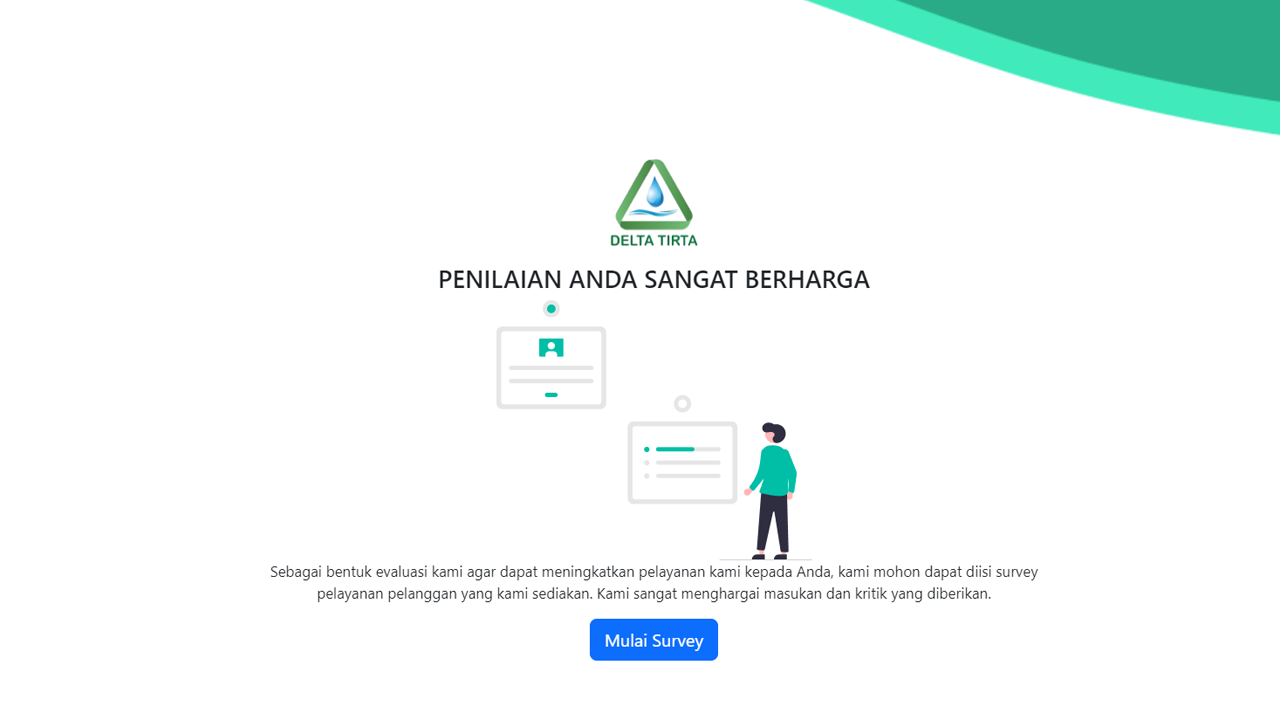 DELTA TIRTA
PENILAIAN ANDA SANGAT BERHARGA
Sebagai bentuk evaluasi kami agar dapat meningkatkan pelayanan kami kepada Anda, kami mohon dapat diisi survey
pelayanan pelanggan yang kami sediakan. Kami sangat menghargai masukan dan kritik yang diberikan.
Mulai Survey